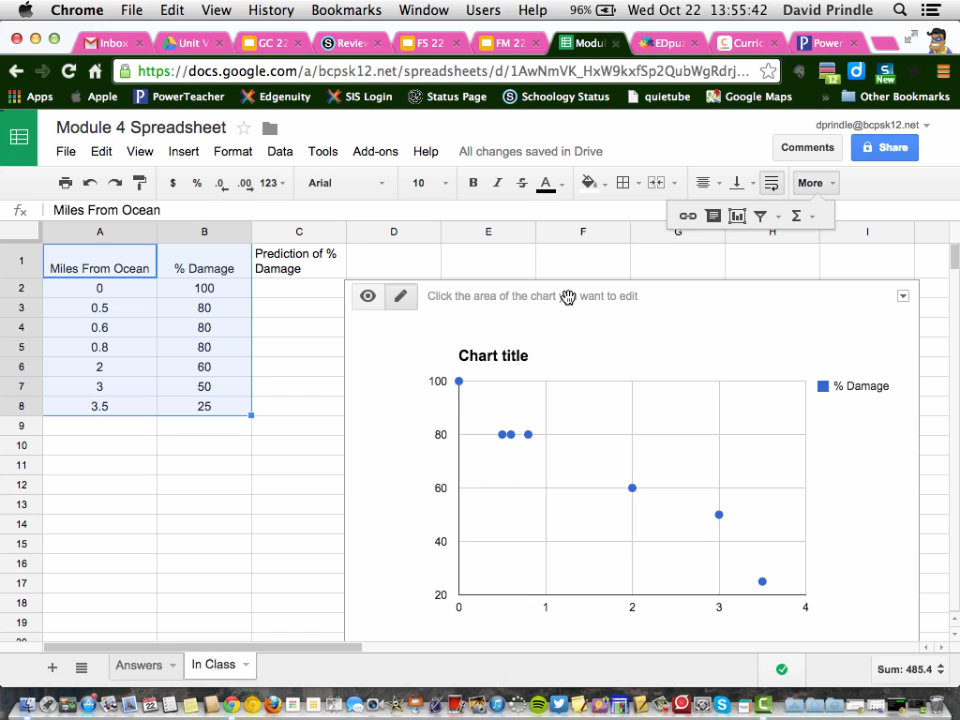 Chrome File Edit View History Bookmarks Window Users Help 96% Wed Oct 22 13:55:42 David Prindle
Inbox Unit V GC 22 Review FS 22 FM 22 Modu EDpuz Curric Power
https://docs.google.com/a/bcpsk12.net/spreadsheets/d/1AwNmVK_HxW9kxfSp2QubWgRdrj... 12 New
Apps Apple PowerTeacher Edgenuity SIS Login Status Page Schoology Status quietube Google Maps » Other Bookmarks
Module 4 Spreadsheet dprindle@bcpsk12.net
File Edit View Insert Format Data Tools Add-ons Help All changes saved in Drive Comments Share
$ % .0 .00 123 Arial 10 B I S A More
fx Miles From Ocean
A B C D E F G H I
1 Miles From Ocean % Damage Prediction of % Damage
2 0 100
3 0.5 80
4 0.6 80
5 0.8 80
6 2 60
7 3 50
8 3.5 25
9
10
11
12
13
14
15
16
17
18
19
Click the area of the chart you want to edit
Chart title
100
80
60
40
20
0 1 2 3 4
% Damage
Answers In Class Sum: 485.4